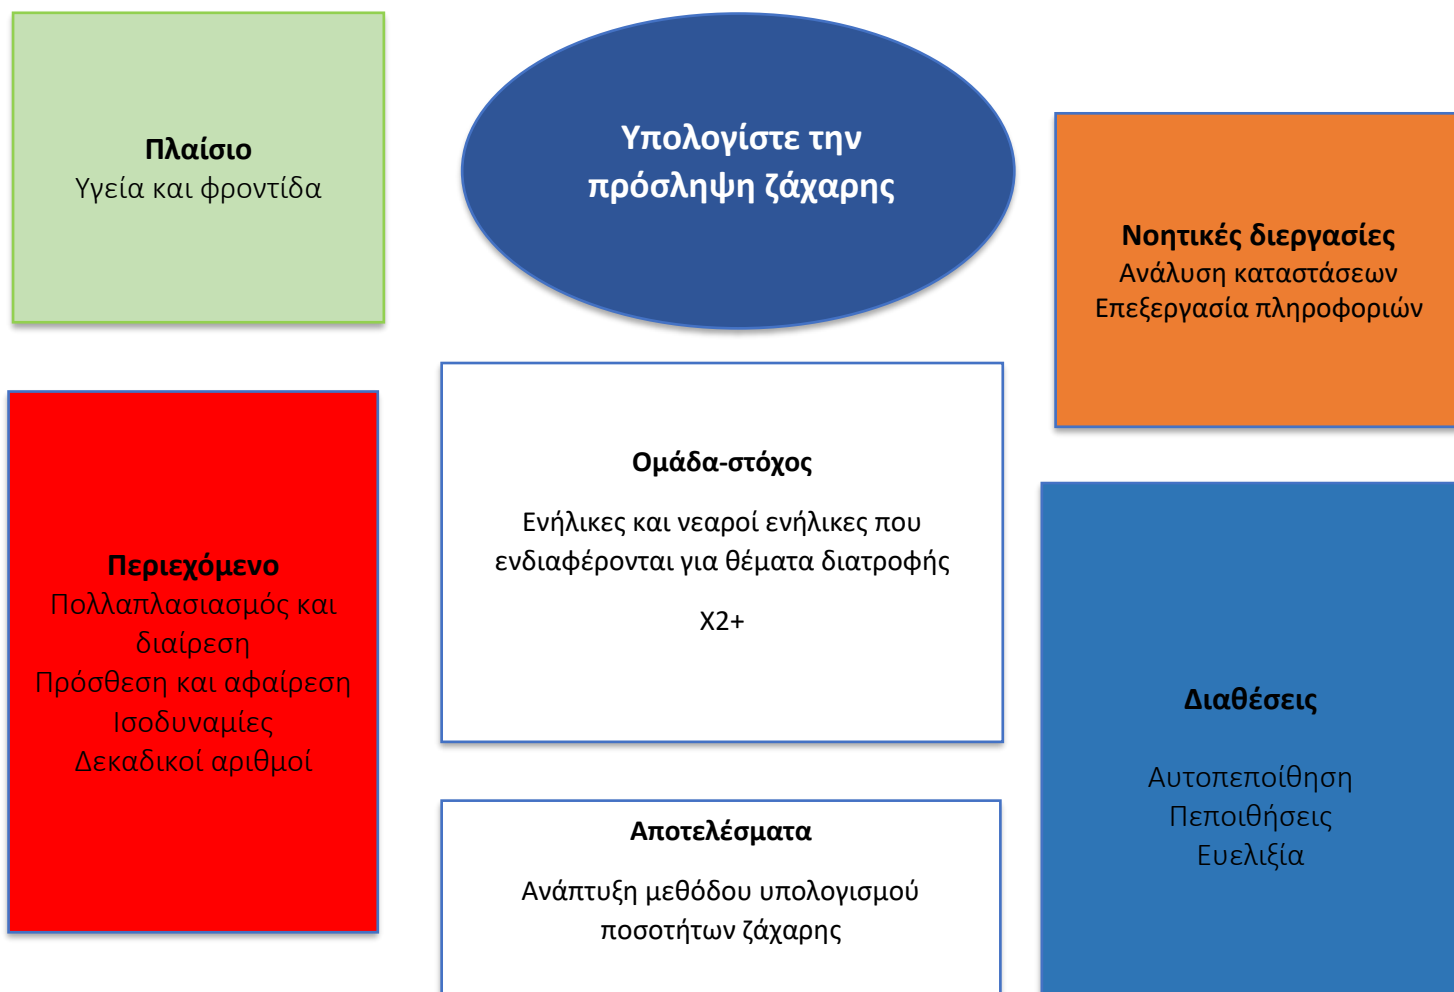 Πλαίσιο
Υγεία και φροντίδα
Υπολογίστε την
πρόσληψη ζάχαρης
Νοητικές διεργασίες
Ανάλυση καταστάσεων
Επεξεργασία πληροφοριών
Περιεχόμενο
Πολλαπλασιασμός και
διαίρεση
Πρόσθεση και αφαίρεση
Ισοδυναμίες
Δεκαδικοί αριθμοί
Ομάδα-στόχος
Ενήλικες και νεαροί ενήλικες που
ενδιαφέρονται για θέματα διατροφής
X2+
Διαθέσεις
Αυτοπεποίθηση
Πεποιθήσεις
Ευελιξία
Αποτελέσματα
Ανάπτυξη μεθόδου υπολογισμού
ποσοτήτων ζάχαρης